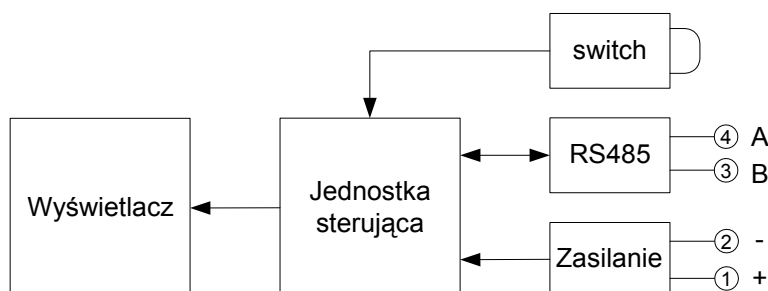 switch
Wyświetlacz
Jednostka
sterująca
RS485
4 A
3 B
Zasilanie
2 -
1 +